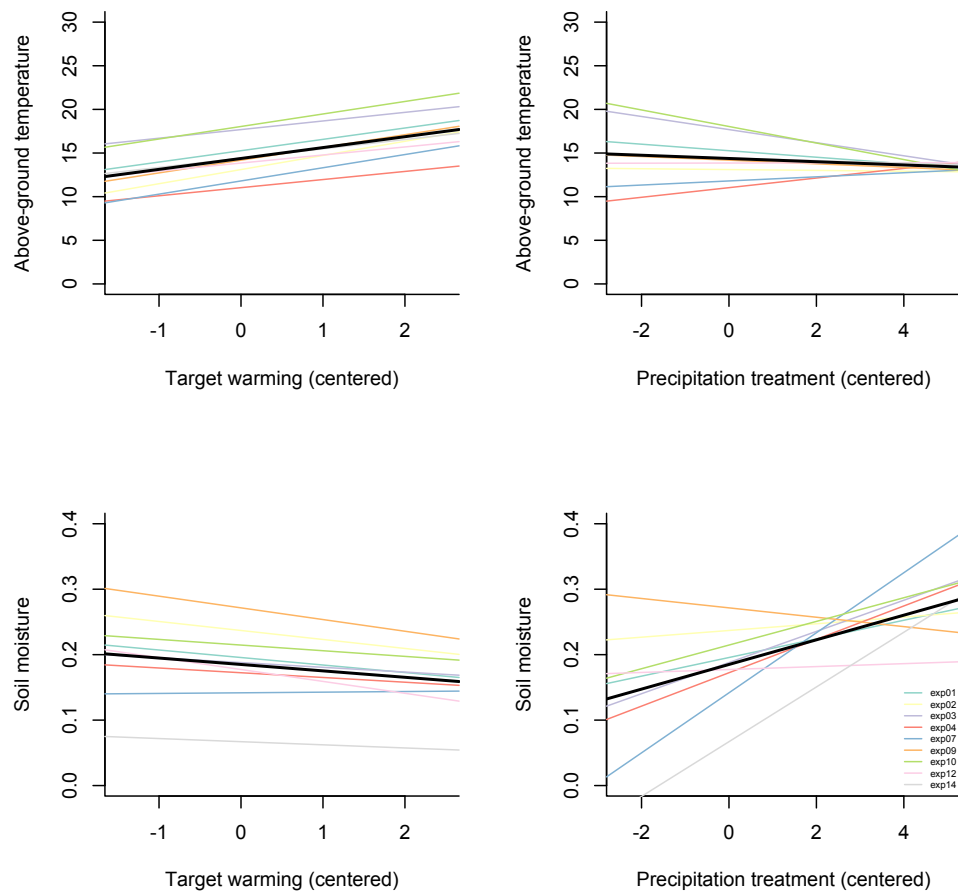 Above-ground temperature
30
25
20
15
10
5
0
-1 0 1 2
Target warming (centered)
Above-ground temperature
30
25
20
15
10
5
0
-2 0 2 4
Precipitation treatment (centered)
Soil moisture
0.4
0.3
0.2
0.1
0.0
-1 0 1 2
Target warming (centered)
Soil moisture
0.4
0.3
0.2
0.1
0.0
-2 0 2 4
Precipitation treatment (centered)
exp01
exp02
exp03
exp04
exp07
exp09
exp10
exp12
exp14